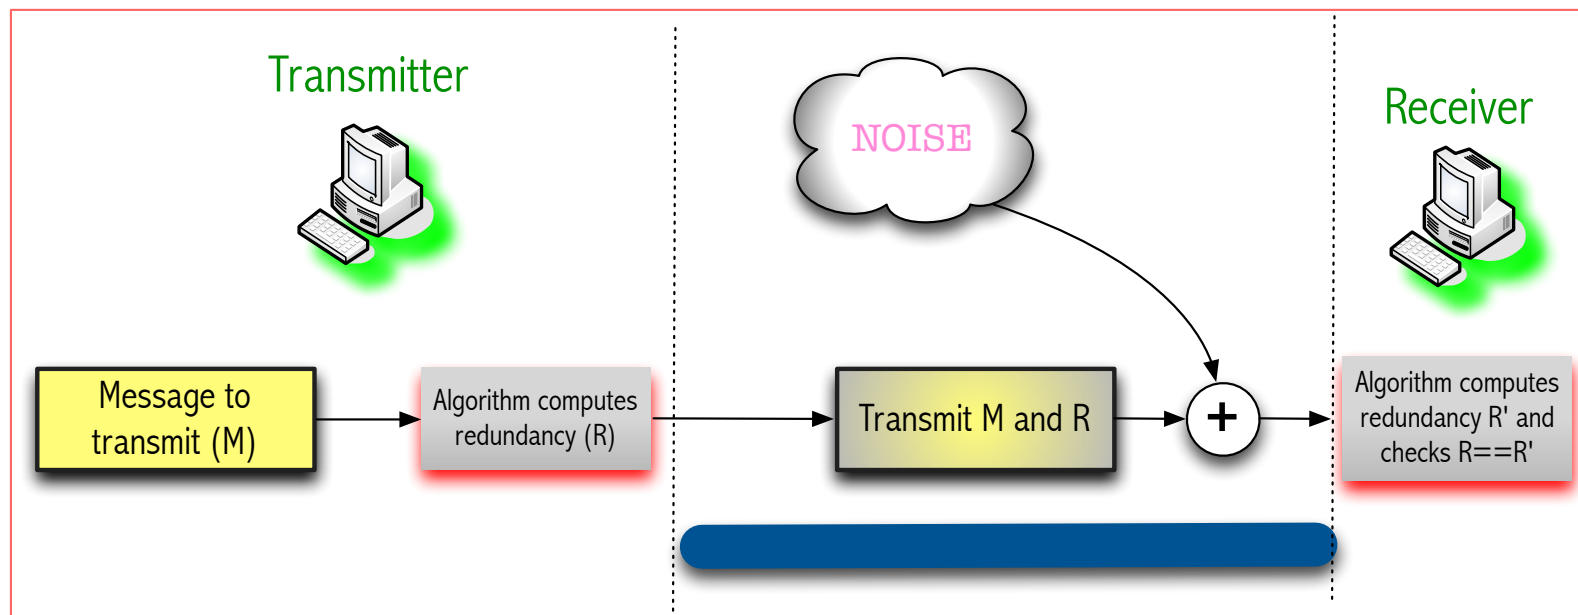 Transmitter
NOISE
Receiver
Message to
transmit (M)
Algorithm computes
redundancy (R)
Transmit M and R
+
Algorithm computes
redundancy R' and
checks R==R'